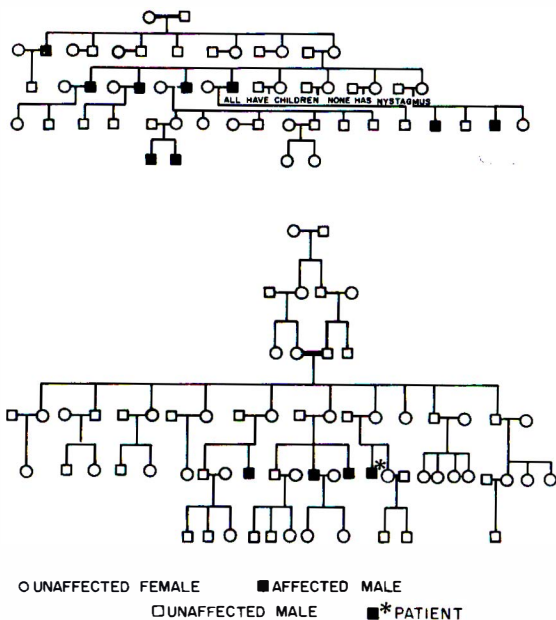 ALL HAVE CHILDREN NONE HAS NYSTAGMUS
*
UNAFFECTED FEMALE AFFECTED MALE
UNAFFECTED MALE * PATIENT